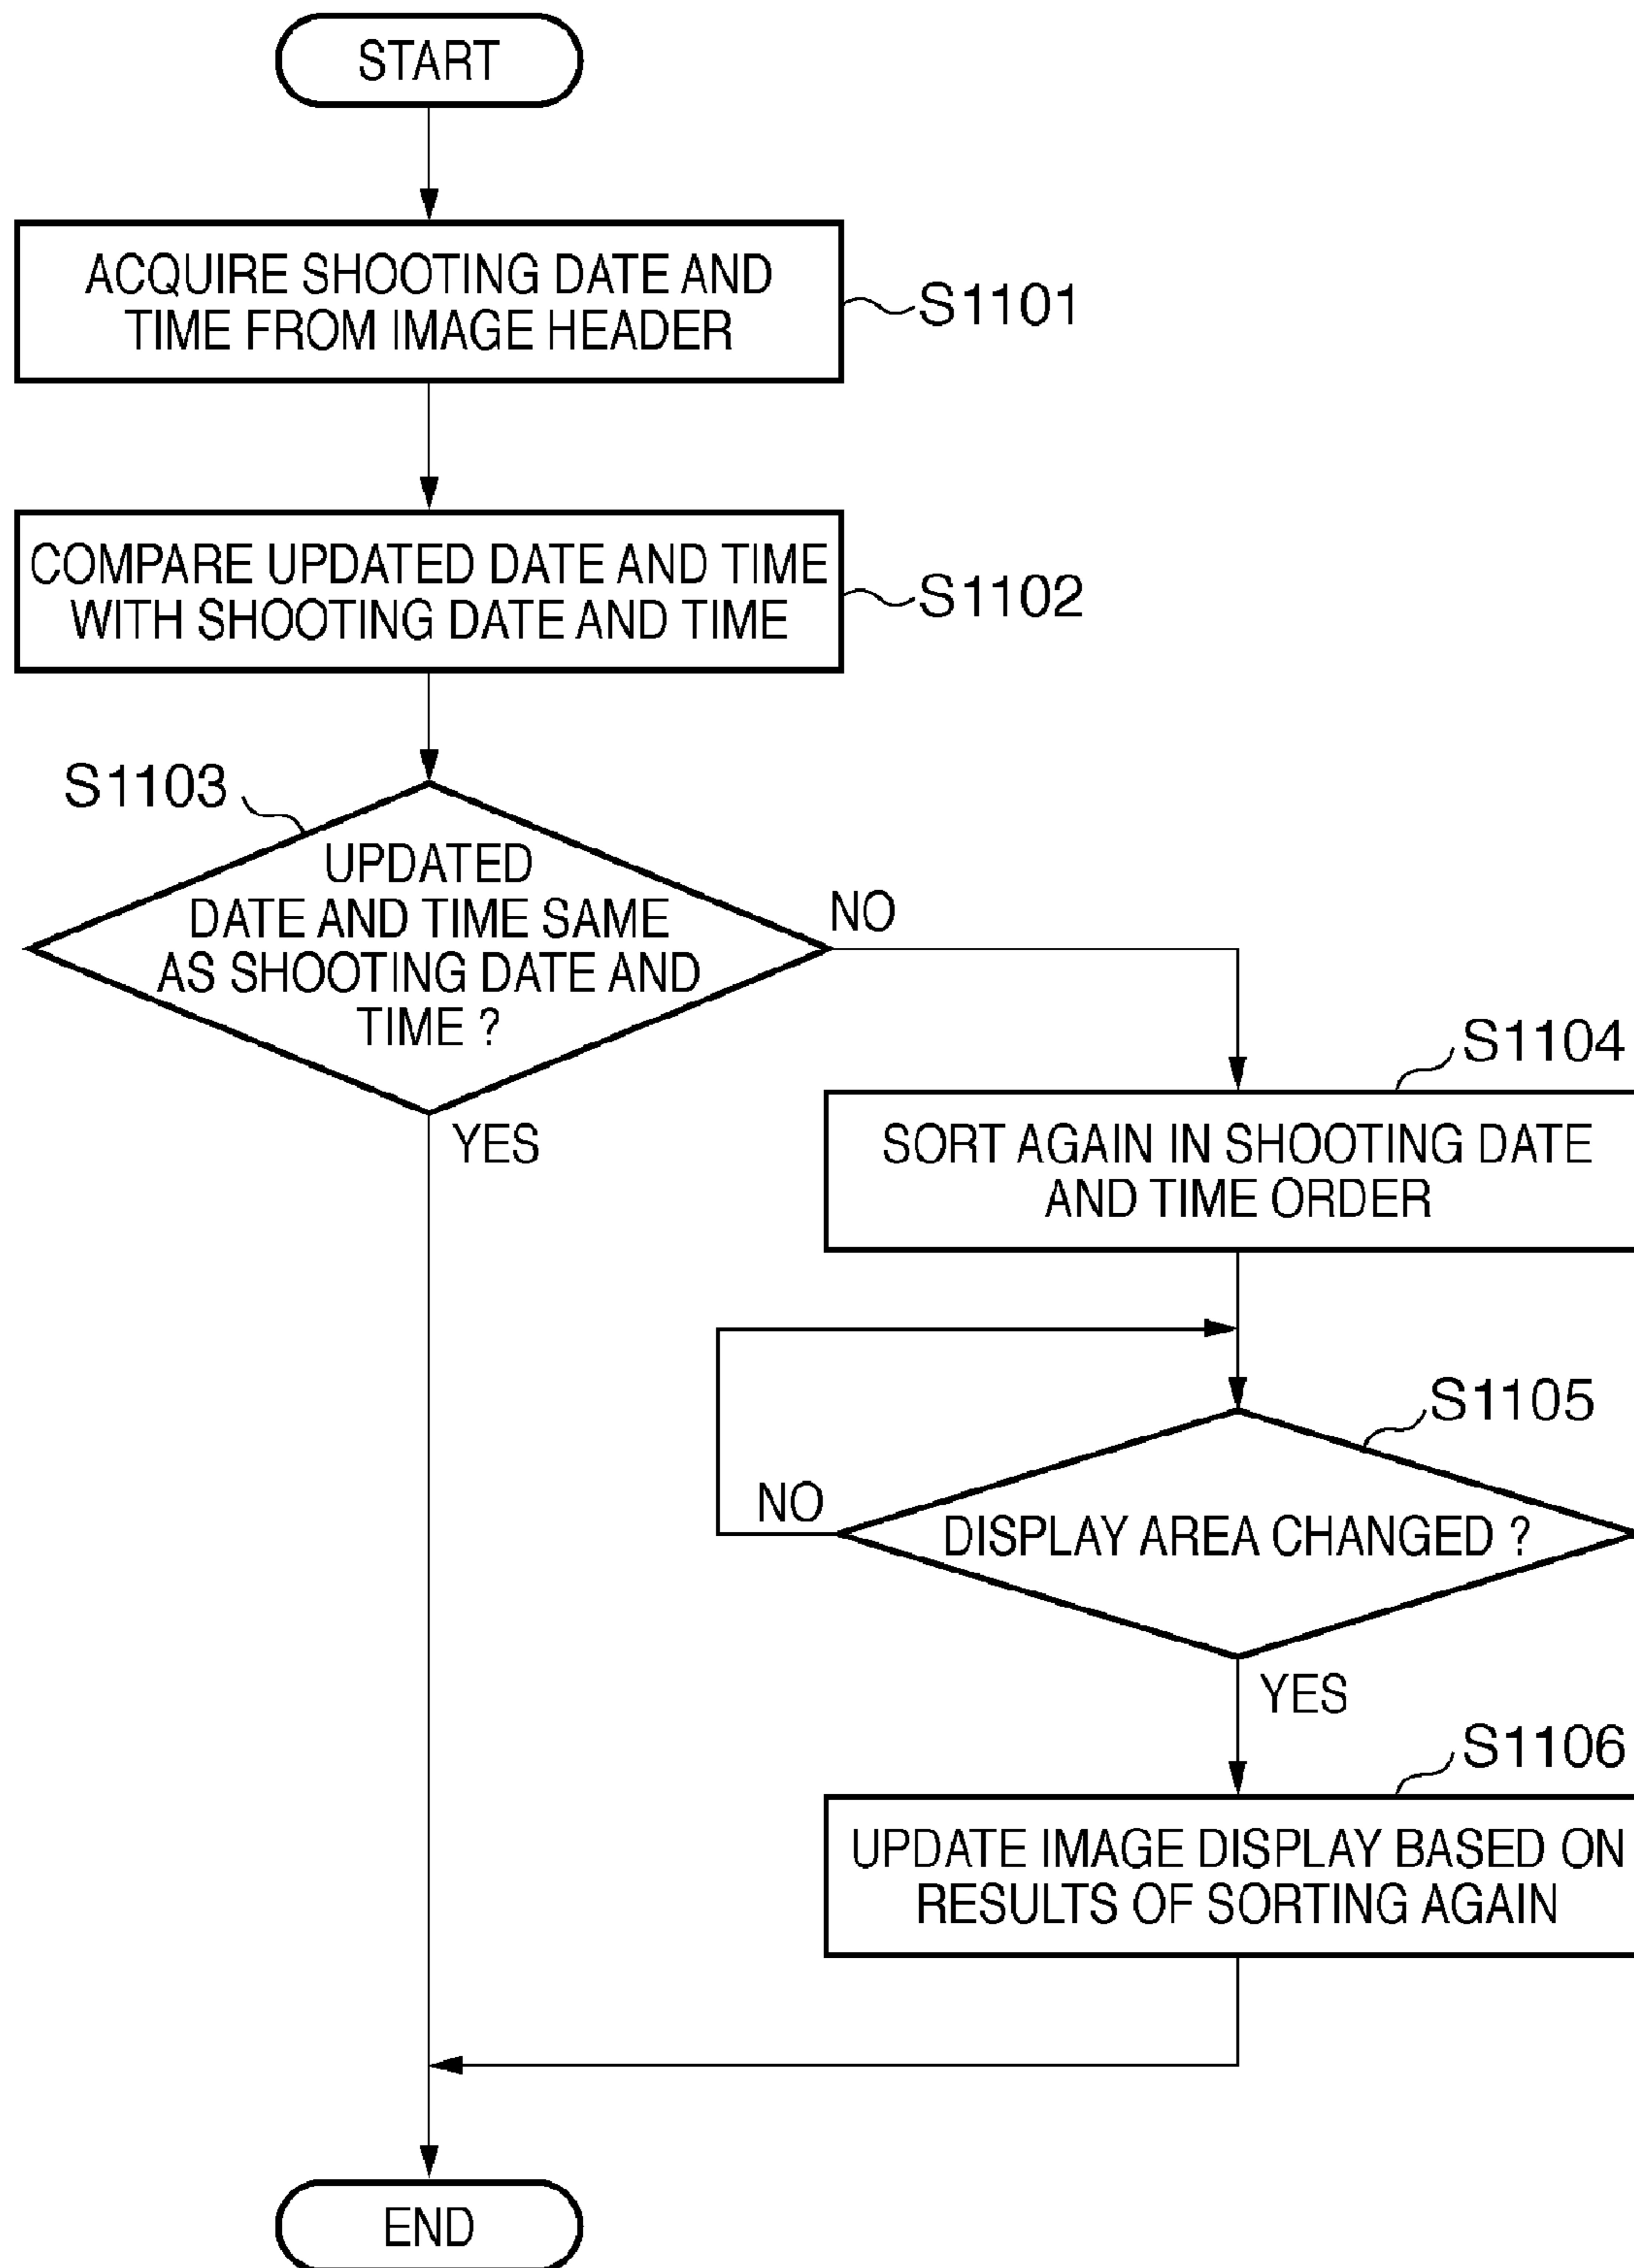 START
ACQUIRE SHOOTING DATE AND
TIME FROM IMAGE HEADER
S1101
COMPARE UPDATED DATE AND TIME
WITH SHOOTING DATE AND TIME
S1102
S1103
UPDATED
DATE AND TIME SAME
AS SHOOTING DATE AND
TIME ?
NO
YES
S1104
SORT AGAIN IN SHOOTING DATE
AND TIME ORDER
S1105
NO
DISPLAY AREA CHANGED ?
YES
S1106
UPDATE IMAGE DISPLAY BASED ON
RESULTS OF SORTING AGAIN
END